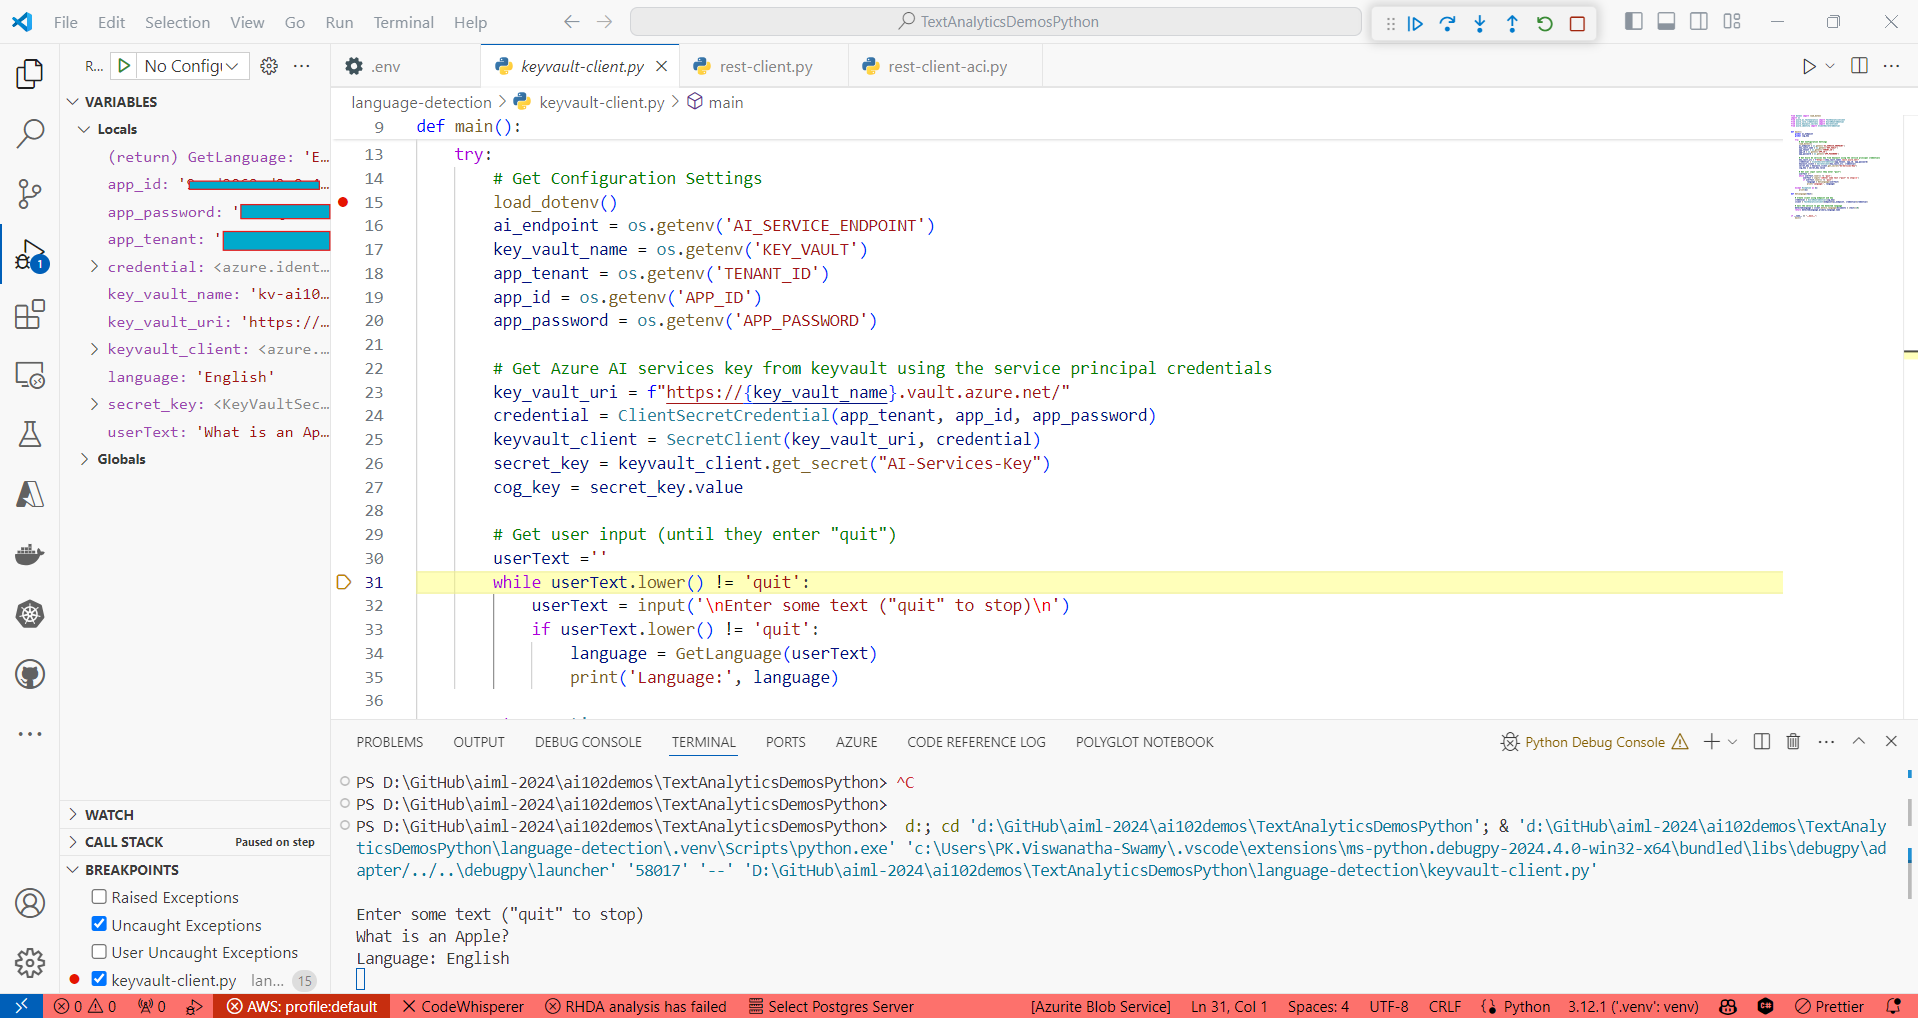 File Edit Selection View Go Run Terminal Help
TextAnalyticsDemosPython
R... No Config
.env
keyvault-client.py
rest-client.py
rest-client-aci.py
VARIABLES
Locals
(return) GetLanguage: 'E...
app_id: '
app_password: '
app_tenant: '
credential: <azure.ident...
key_vault_name: 'kv-ai10...
key_vault_uri: 'https://...
keyvault_client: <azure....
language: 'English'
secret_key: <KeyVaultSec...
userText: 'What is an Ap...
Globals
1
WATCH
CALL STACK Paused on step
BREAKPOINTS
Raised Exceptions
Uncaught Exceptions
User Uncaught Exceptions
keyvault-client.py lan... 15
language-detection > keyvault-client.py > main
9 def main():
13 try:
14 # Get Configuration Settings
15 load_dotenv()
16 ai_endpoint = os.getenv('AI_SERVICE_ENDPOINT')
17 key_vault_name = os.getenv('KEY_VAULT')
18 app_tenant = os.getenv('TENANT_ID')
19 app_id = os.getenv('APP_ID')
20 app_password = os.getenv('APP_PASSWORD')
21
22 # Get Azure AI services key from keyvault using the service principal credentials
23 key_vault_uri = f"https://{key_vault_name}.vault.azure.net/"
24 credential = ClientSecretCredential(app_tenant, app_id, app_password)
25 keyvault_client = SecretClient(key_vault_uri, credential)
26 secret_key = keyvault_client.get_secret("AI-Services-Key")
27 cog_key = secret_key.value
28
29 # Get user input (until they enter "quit")
30 userText =''
31 while userText.lower() != 'quit':
32 userText = input('\nEnter some text ("quit" to stop)\n')
33 if userText.lower() != 'quit':
34 language = GetLanguage(userText)
35 print('Language:', language)
36
PROBLEMS OUTPUT DEBUG CONSOLE TERMINAL PORTS AZURE CODE REFERENCE LOG POLYGLOT NOTEBOOK
Python Debug Console
PS D:\GitHub\aiml-2024\ai102demos\TextAnalyticsDemosPython> ^C
PS D:\GitHub\aiml-2024\ai102demos\TextAnalyticsDemosPython>
PS D:\GitHub\aiml-2024\ai102demos\TextAnalyticsDemosPython> d:; cd 'd:\GitHub\aiml-2024\ai102demos\TextAnalyticsDemosPython'; & 'd:\GitHub\aiml-2024\ai102demos\TextAnaly
ticsDemosPython\language-detection\.venv\Scripts\python.exe' 'c:\Users\PK.Viswanatha-Swamy\.vscode\extensions\ms-python.debugpy-2024.4.0-win32-x64\bundled\libs\debugpy\ad
apter/../..\debugpy\launcher' '58017' '--' 'D:\GitHub\aiml-2024\ai102demos\TextAnalyticsDemosPython\language-detection\keyvault-client.py'
Enter some text ("quit" to stop)
What is an Apple?
Language: English
0 0 0 AWS: profile:default CodeWhisperer RHDA analysis has failed Select Postgres Server [Azurite Blob Service] Ln 31, Col 1 Spaces: 4 UTF-8 CRLF Python 3.12.1 ('.venv': venv) Prettier